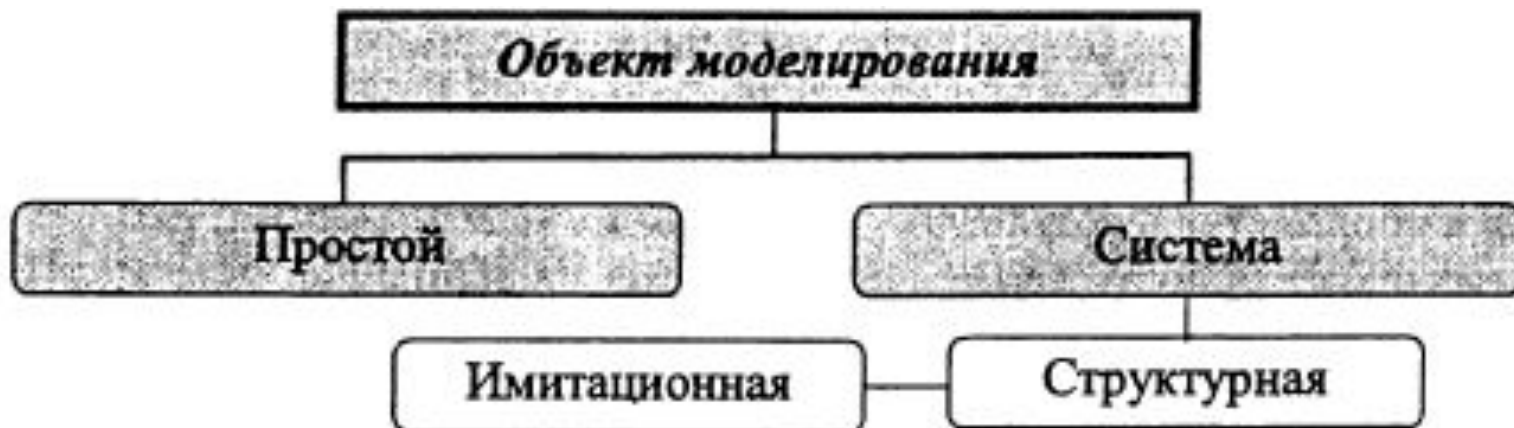 Объект моделирования
Простой
Система
Имитационная
Структурная